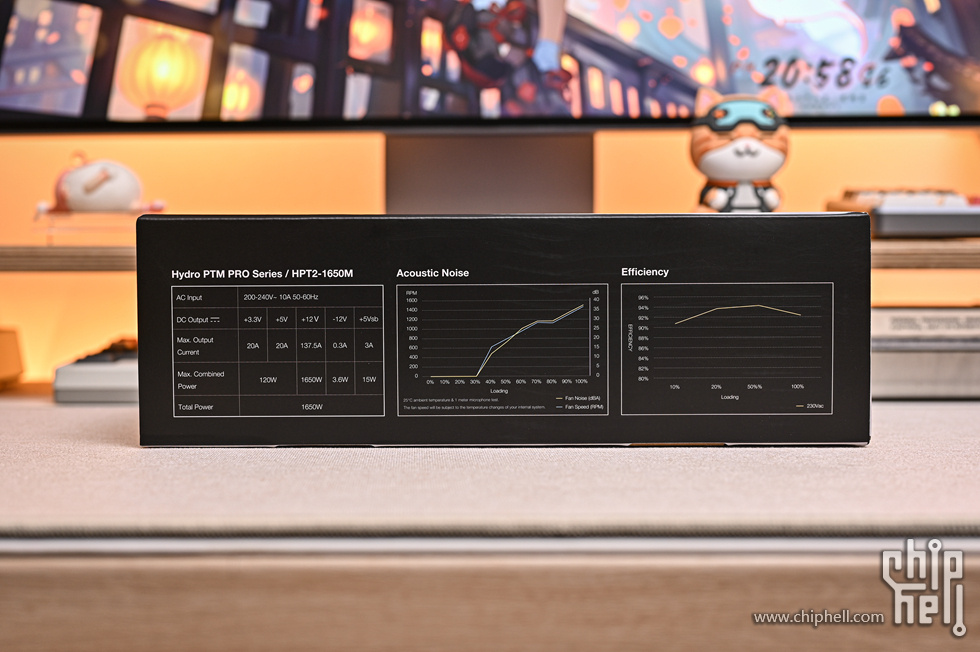 20:58
Hydro PTM PRO Series / HPT2-1650M
AC Input 200-240V~ 10A 50-60Hz
DC Output +3.3V +5V +12V -12V +5Vsb
Max. Output Current 20A 20A 137.5A 0.3A 3A
Max. Combined Power 120W 1650W 3.6W 15W
Total Power 1650W
Acoustic Noise
RPM dB
1600 40
1400 35
1200 30
1000 25
800 20
600 15
400 10
200 5
0 0
0% 10% 20% 30% 40% 50% 60% 70% 80% 90% 100%
Loading
25°C ambient temperature & 1 meter microphone test.
The fan speed will be subject to the temperature changes of your internal system.
Fan Noise (dBA)
Fan Speed (RPM)
Efficiency
EFFICIENCY
96%
94%
92%
90%
88%
86%
84%
82%
80%
10% 20% 50% 100%
Loading
230Vac
www.chiphell.com
chip
hell